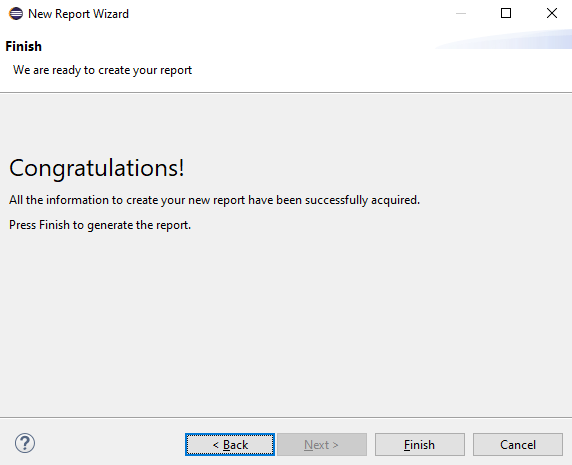 New Report Wizard
Finish
We are ready to create your report
Congratulations!
All the information to create your new report have been successfully acquired.
Press Finish to generate the report.
?
< Back
Next >
Finish
Cancel